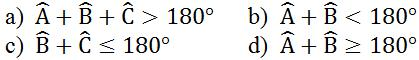 a) Â + B̂ + Ĉ > 180° b) Â + B̂ < 180°
c) B̂ + Ĉ ≤ 180° d) Â + B̂ ≥ 180°